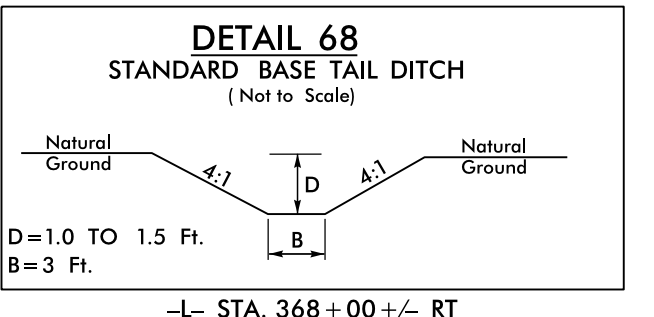 DETAIL 68
STANDARD BASE TAIL DITCH
( Not to Scale)
Natural
Ground
4:1
D
4:1
Natural
Ground
D=1.0 TO 1.5 Ft.
B
B=3 Ft.
-L- STA. 368+00+/- RT